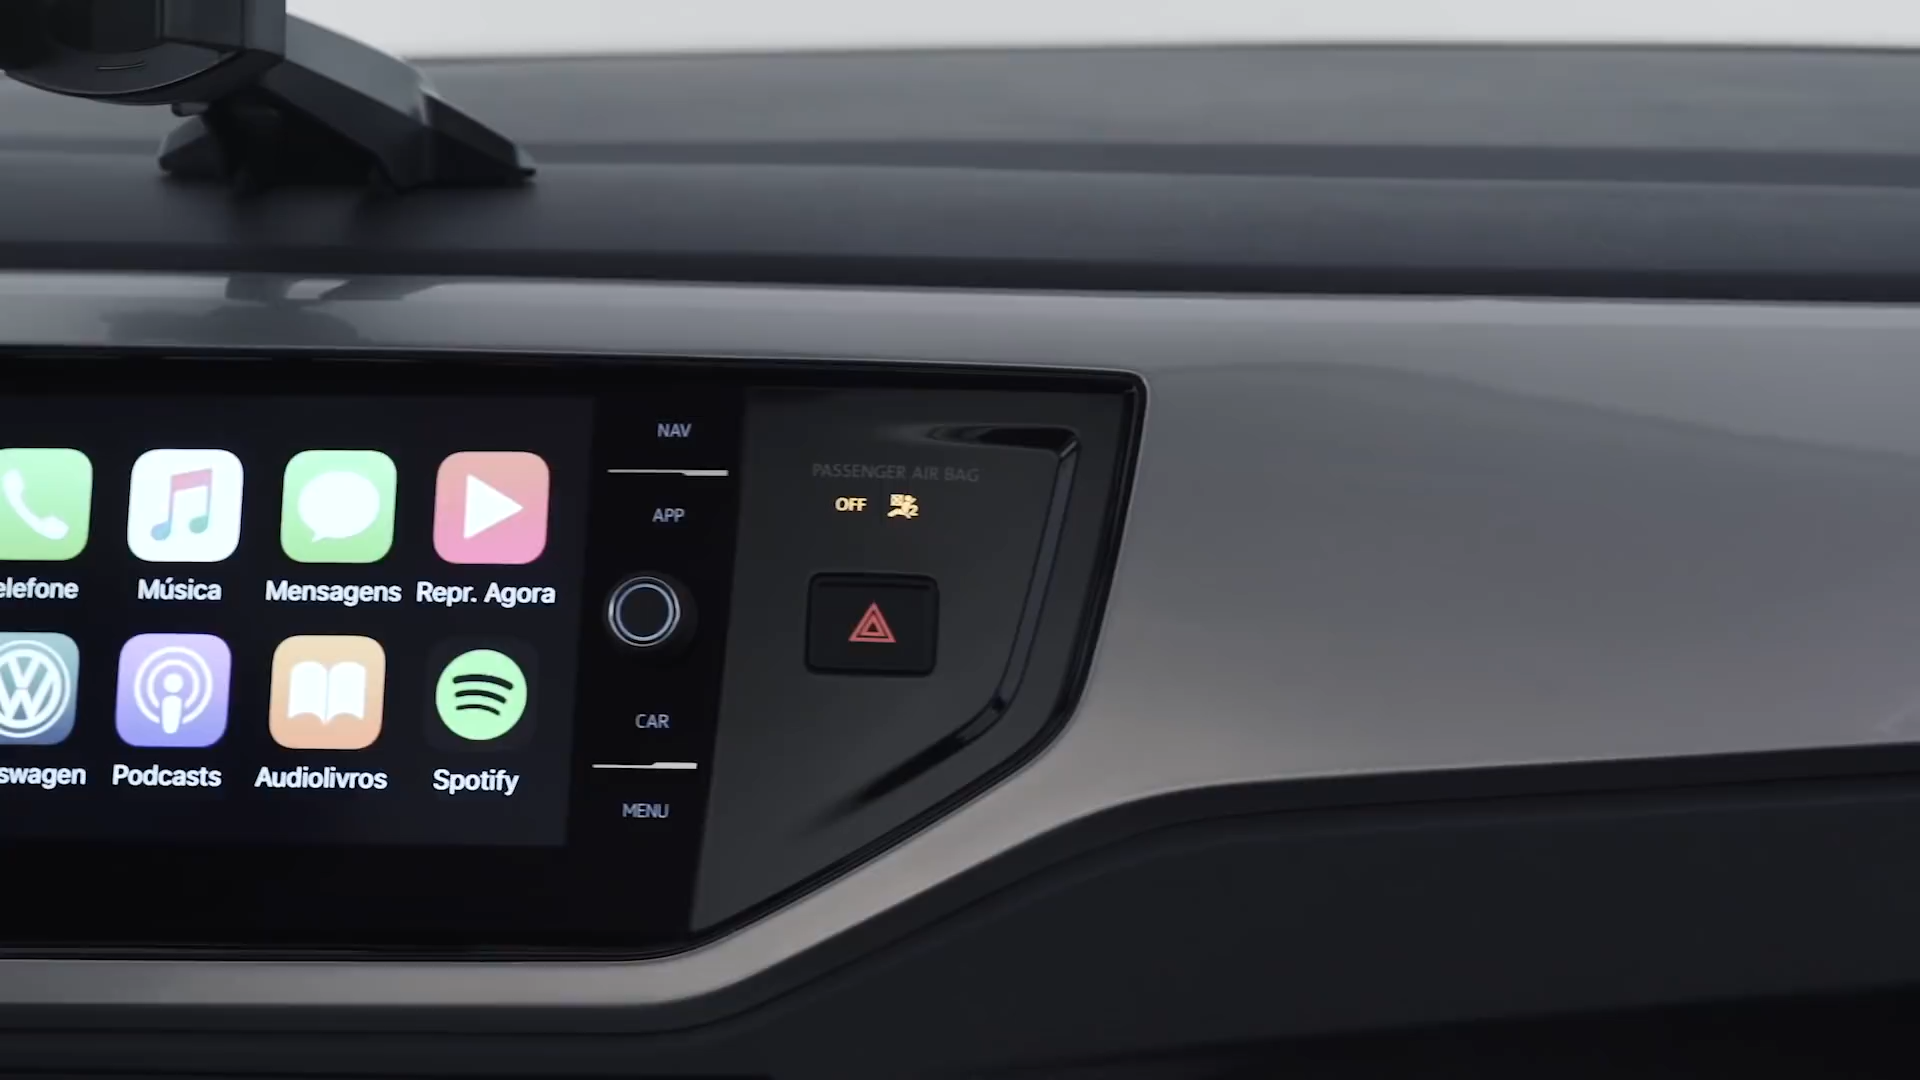 NAV
APP
CAR
MENU
PASSENGER AIR BAG
OFF
elefone
Música
Mensagens
Repr. Agora
swagen
Podcasts
Audiolivros
Spotify